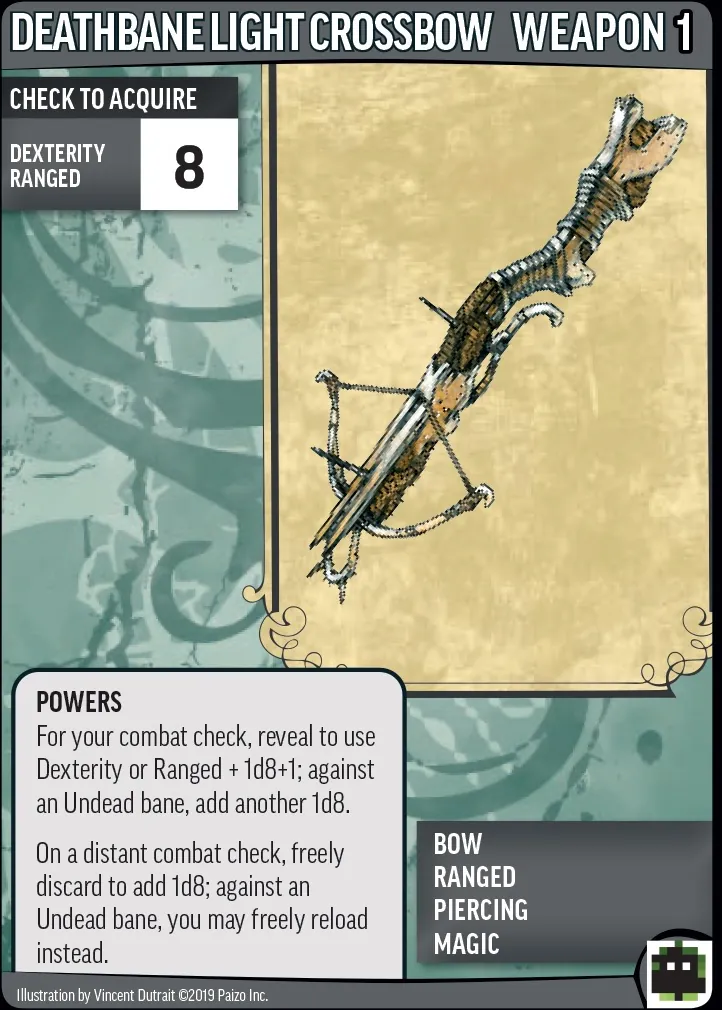 DEATHBANE LIGHT CROSSBOW WEAPON 1
CHECK TO ACQUIRE
DEXTERITY
RANGED
8
POWERS
For your combat check, reveal to use
Dexterity or Ranged + 1d8+1; against
an Undead bane, add another 1d8.
On a distant combat check, freely
discard to add 1d8; against an
Undead bane, you may freely reload
instead.
BOW
RANGED
PIERCING
MAGIC
Illustration by Vincent Dutrait ©2019 Paizo Inc.